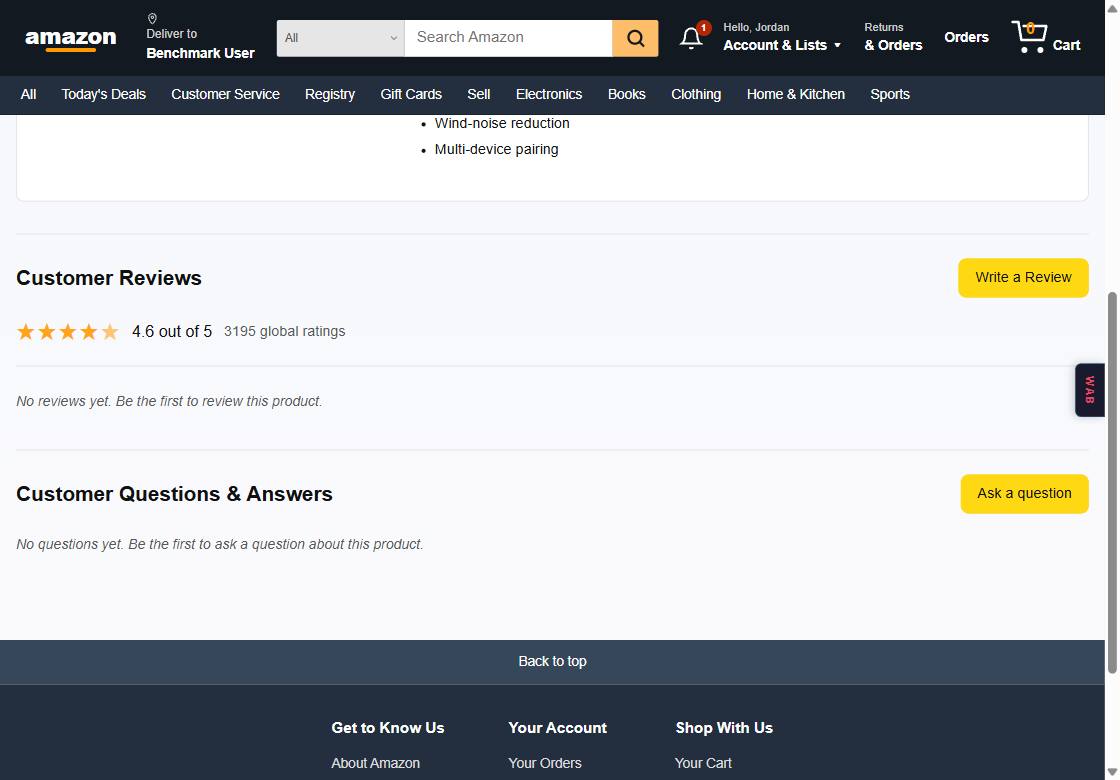 amazon
Deliver to
Benchmark User
All
Search Amazon
1
Hello, Jordan
Account & Lists
Returns
& Orders
Orders
0
Cart
All
Today's Deals
Customer Service
Registry
Gift Cards
Sell
Electronics
Books
Clothing
Home & Kitchen
Sports
• Wind-noise reduction
• Multi-device pairing
Customer Reviews
Write a Review
4.6 out of 5
3195 global ratings
WAB
No reviews yet. Be the first to review this product.
Customer Questions & Answers
Ask a question
No questions yet. Be the first to ask a question about this product.
Back to top
Get to Know Us
Your Account
Shop With Us
About Amazon
Your Orders
Your Cart